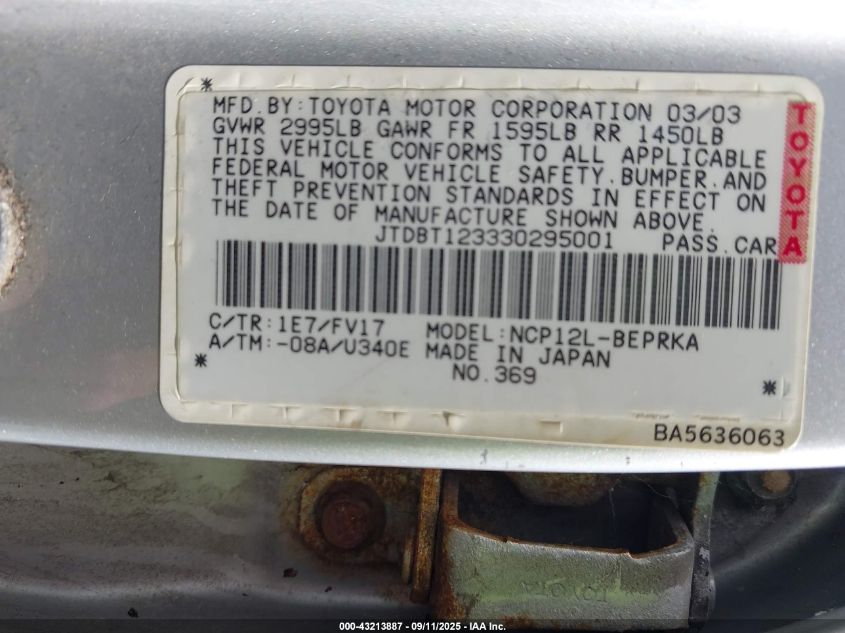 MFD.BY:TOYOTA MOTOR CORPORATION 03/03
GVWR 2995LB GAWR FR 1595LB RR 1450LB
THIS VEHICLE CONFORMS TO ALL APPLICABLE
FEDERAL MOTOR VEHICLE SAFETY.BUMPER.AND
THEFT PREVENTION STANDARDS IN EFFECT ON
THE DATE OF MANUFACTURE SHOWN ABOVE.
JTDBT123330295001 PASS.CAR
TOYOTA
C/TR:1E7/FV17 MODEL:NCP12L-BEPRKA
A/TM:-08A/U340E MADE IN JAPAN
NO.369
BA5636063
000-43213887 - 09/11/2025 - IAA Inc.